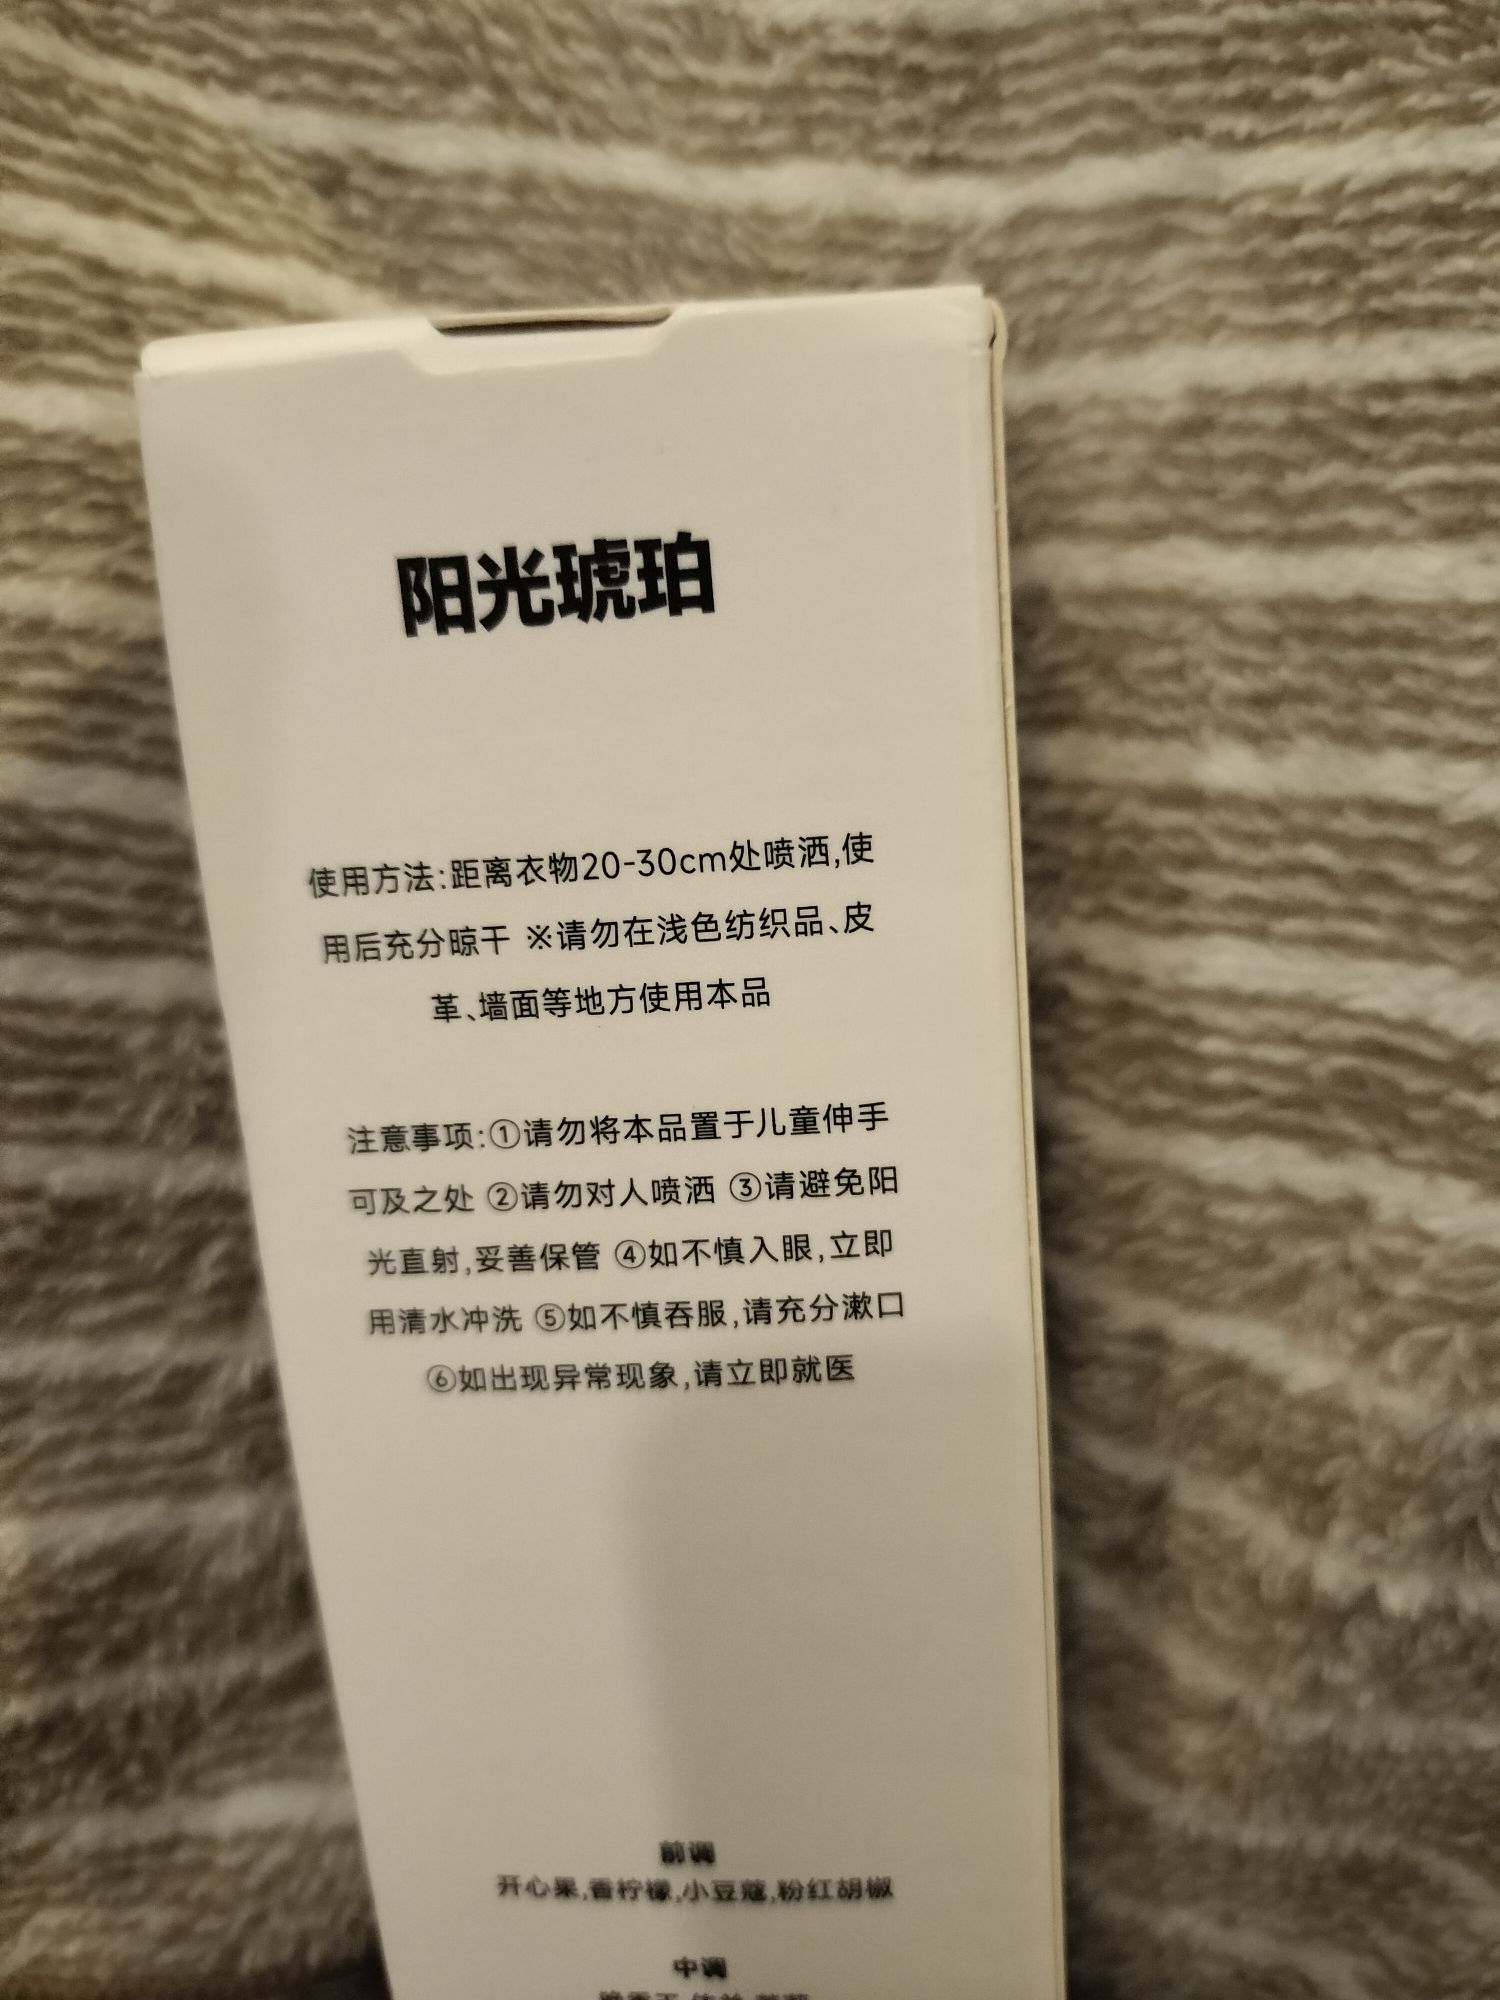 阳光琥珀
使用方法:距离衣物20-30cm处喷洒,使
用后充分晾干 ※请勿在浅色纺织品、皮
革、墙面等地方使用本品
注意事项:①请勿将本品置于儿童伸手
可及之处 ②请勿对人喷洒 ③请避免阳
光直射,妥善保管 ④如不慎入眼,立即
用清水冲洗 ⑤如不慎吞服,请充分漱口
⑥如出现异常现象,请立即就医
前调
开心果,香柠檬,小豆蔻,粉红胡椒
中调